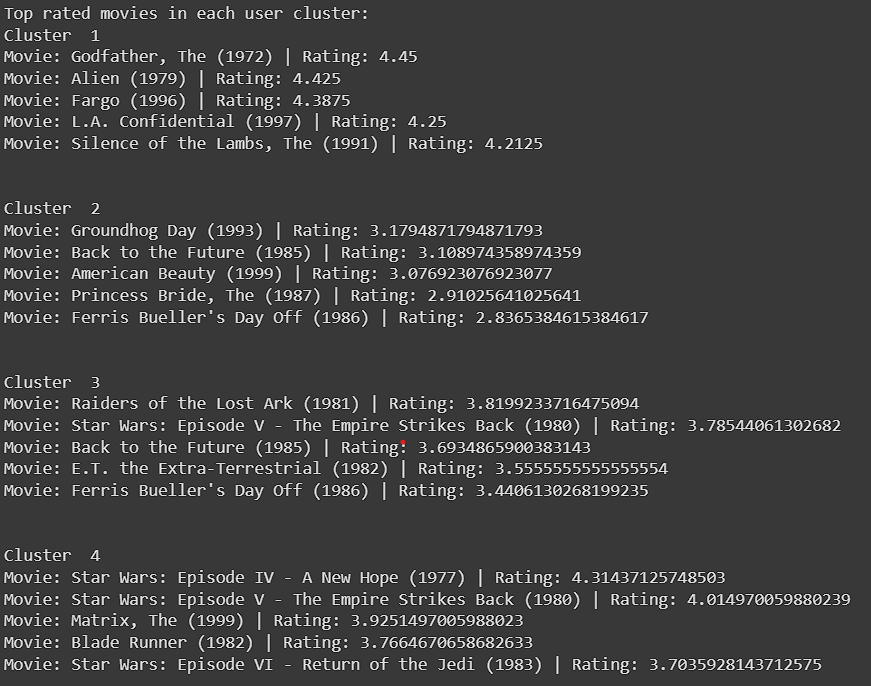 Top rated movies in each user cluster:
Cluster  1
Movie: Godfather, The (1972) | Rating: 4.45
Movie: Alien (1979) | Rating: 4.425
Movie: Fargo (1996) | Rating: 4.3875
Movie: L.A. Confidential (1997) | Rating: 4.25
Movie: Silence of the Lambs, The (1991) | Rating: 4.2125
Cluster  2
Movie: Groundhog Day (1993) | Rating: 3.1794871794871793
Movie: Back to the Future (1985) | Rating: 3.108974358974359
Movie: American Beauty (1999) | Rating: 3.076923076923077
Movie: Princess Bride, The (1987) | Rating: 2.91025641025641
Movie: Ferris Bueller's Day Off (1986) | Rating: 2.8365384615384617
Cluster  3
Movie: Raiders of the Lost Ark (1981) | Rating: 3.8199233716475094
Movie: Star Wars: Episode V - The Empire Strikes Back (1980) | Rating: 3.78544061302682
Movie: Back to the Future (1985) | Rating: 3.6934865900383143
Movie: E.T. the Extra-Terrestrial (1982) | Rating: 3.5555555555555554
Movie: Ferris Bueller's Day Off (1986) | Rating: 3.4406130268199235
Cluster  4
Movie: Star Wars: Episode IV - A New Hope (1977) | Rating: 4.31437125748503
Movie: Star Wars: Episode V - The Empire Strikes Back (1980) | Rating: 4.014970059880239
Movie: Matrix, The (1999) | Rating: 3.9251497005988023
Movie: Blade Runner (1982) | Rating: 3.7664670658682633
Movie: Star Wars: Episode VI - Return of the Jedi (1983) | Rating: 3.7035928143712575